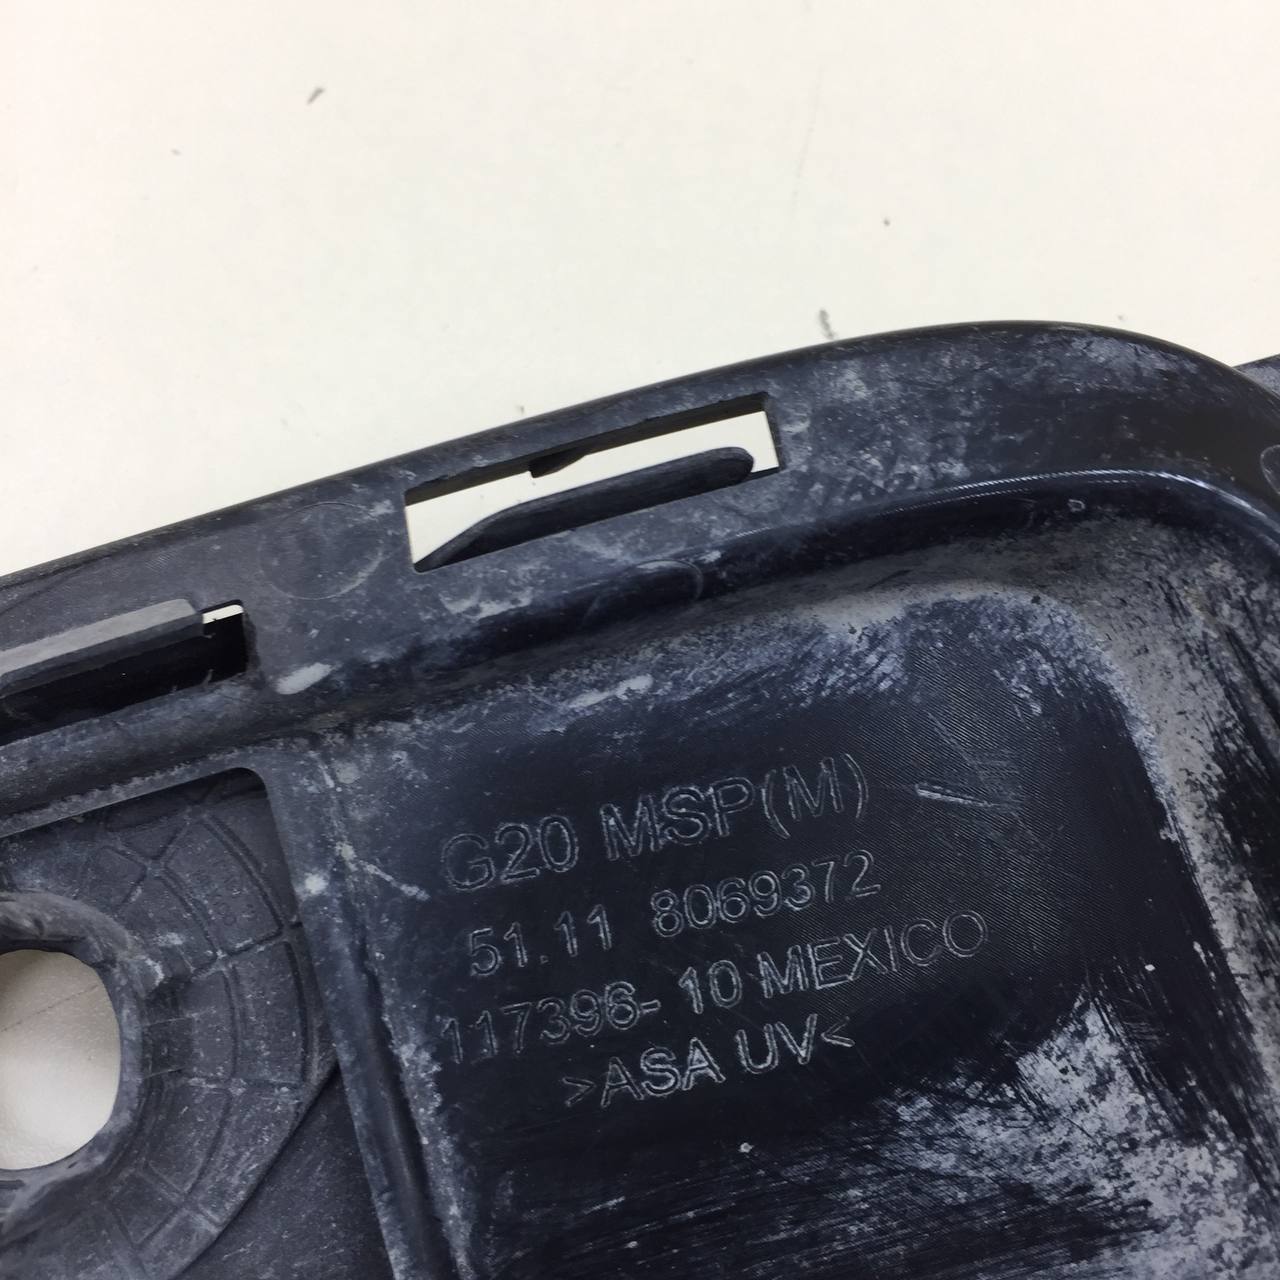 G20 MSP(M)
51.11 8069372
117396-10 MEXICO
>ASA UV<